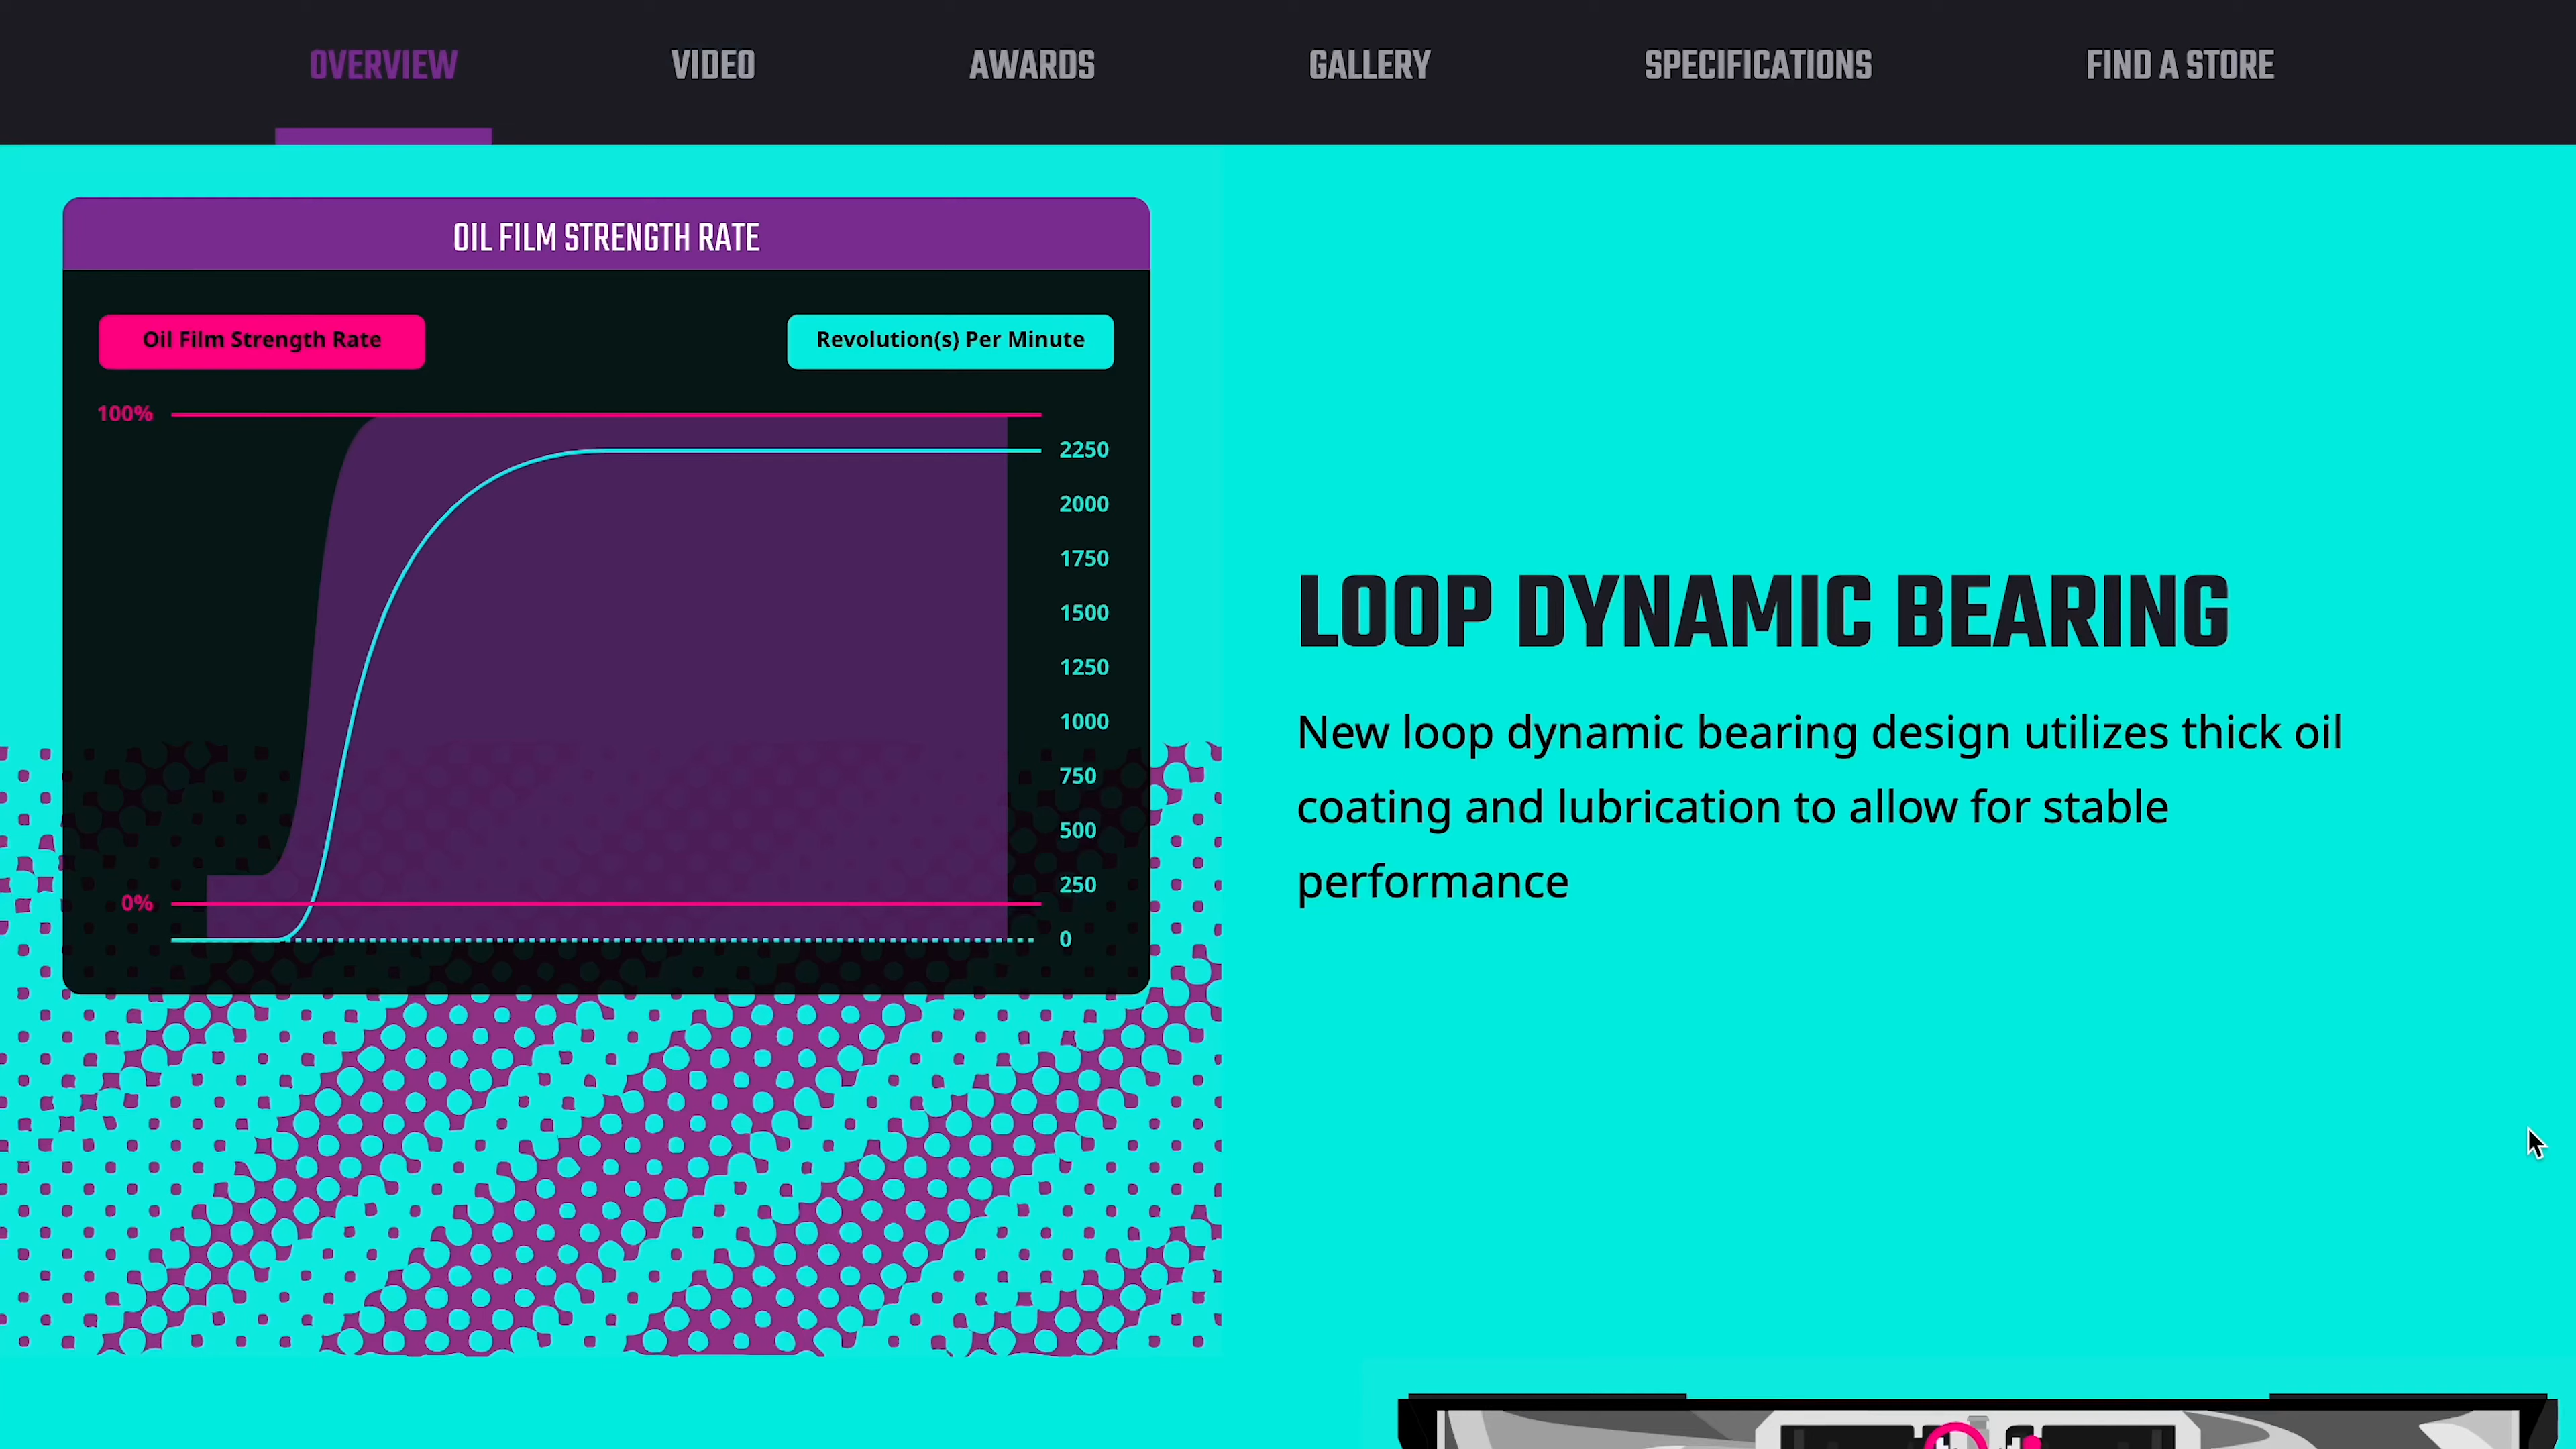 OVERVIEW
VIDEO
AWARDS
GALLERY
SPECIFICATIONS
FIND A STORE
OIL FILM STRENGTH RATE
Oil Film Strength Rate
Revolution(s) Per Minute
100%
2250
2000
1750
1500
1250
1000
750
500
250
0%
0
LOOP DYNAMIC BEARING
New loop dynamic bearing design utilizes thick oil
coating and lubrication to allow for stable
performance